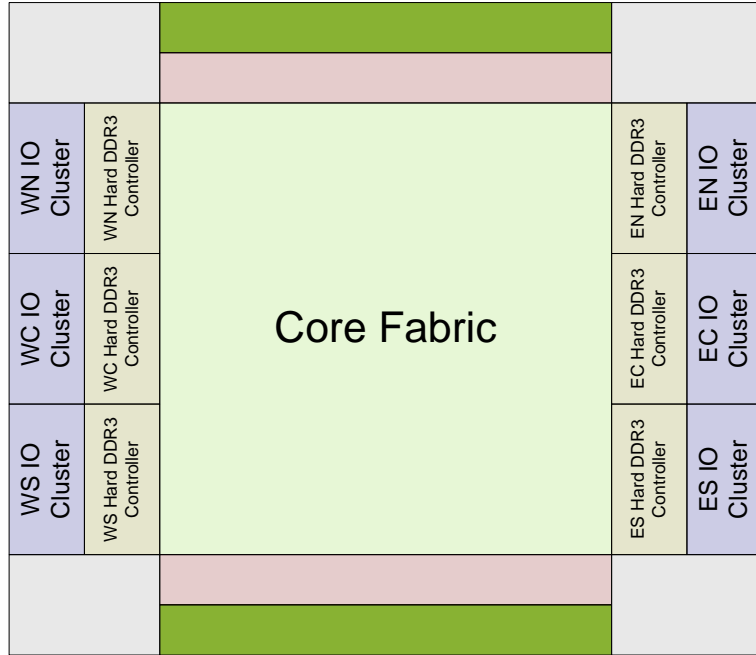 WN IO
Cluster
WN Hard DDR3
Controller
EN Hard DDR3
Controller
EN IO
Cluster
WC IO
Cluster
WC Hard DDR3
Controller
Core Fabric
EC Hard DDR3
Controller
EC IO
Cluster
WS IO
Cluster
WS Hard DDR3
Controller
ES Hard DDR3
Controller
ES IO
Cluster